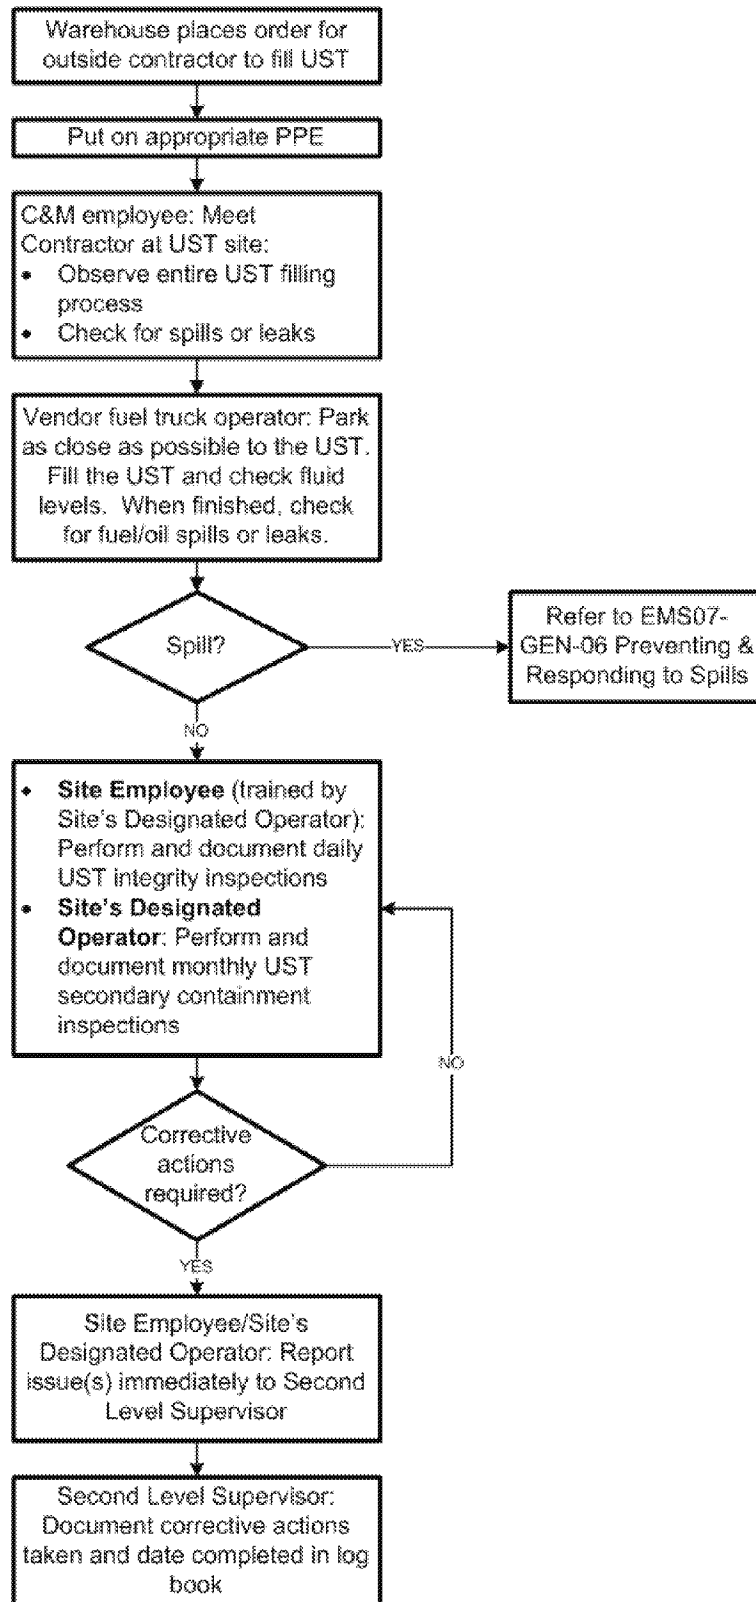 Warehouse places order for
outside contractor to fill UST
Put on appropriate PPE
C&M employee: Meet
Contractor at UST site:
• Observe entire UST filling
process
• Check for spills or leaks
Vendor fuel truck operator: Park
as close as possible to the UST.
Fill the UST and check fluid
levels. When finished, check
for fuel/oil spills or leaks.
Spill?
YES
Refer to EMS07-
GEN-06 Preventing &
Responding to Spills
NO
• Site Employee (trained by
Site's Designated Operator):
Perform and document daily
UST integrity inspections
• Site's Designated
Operator: Perform and
document monthly UST
secondary containment
inspections
NO
Corrective
actions
required?
YES
Site Employee/Site's
Designated Operator: Report
issue(s) immediately to Second
Level Supervisor
Second Level Supervisor:
Document corrective actions
taken and date completed in log
book